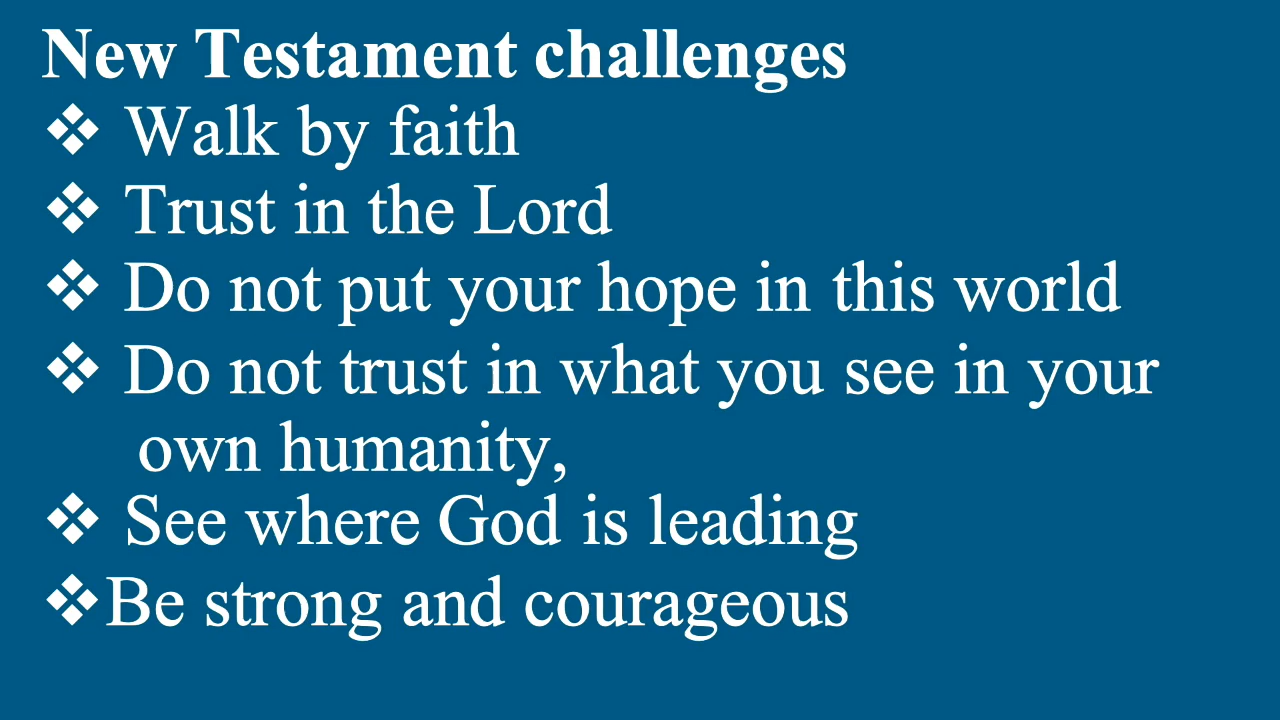 New Testament challenges
❖ Walk by faith
❖ Trust in the Lord
❖ Do not put your hope in this world
❖ Do not trust in what you see in your
own humanity,
❖ See where God is leading
❖Be strong and courageous